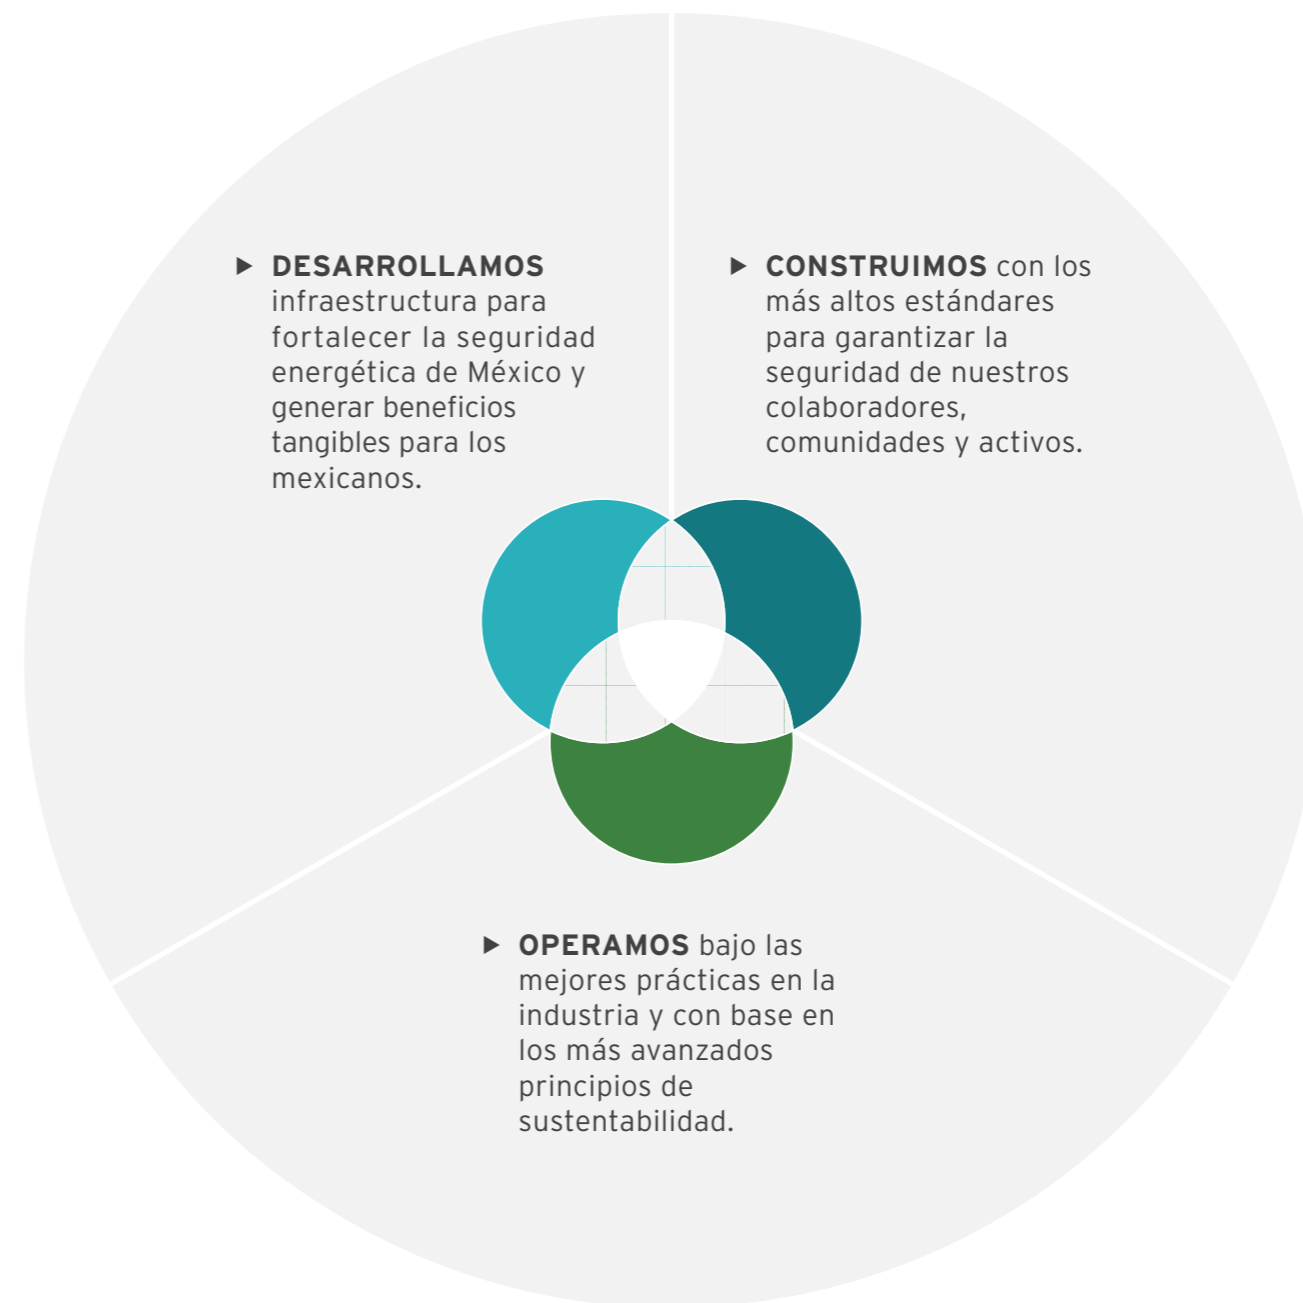 ▶ DESARROLLAMOS
infraestructura para
fortalecer la seguridad
energética de México y
generar beneficios
tangibles para los
mexicanos.
▶ CONSTRUIMOS con los
más altos estándares
para garantizar la
seguridad de nuestros
colaboradores,
comunidades y activos.
▶ OPERAMOS bajo las
mejores prácticas en la
industria y con base en
los más avanzados
principios de
sustentabilidad.